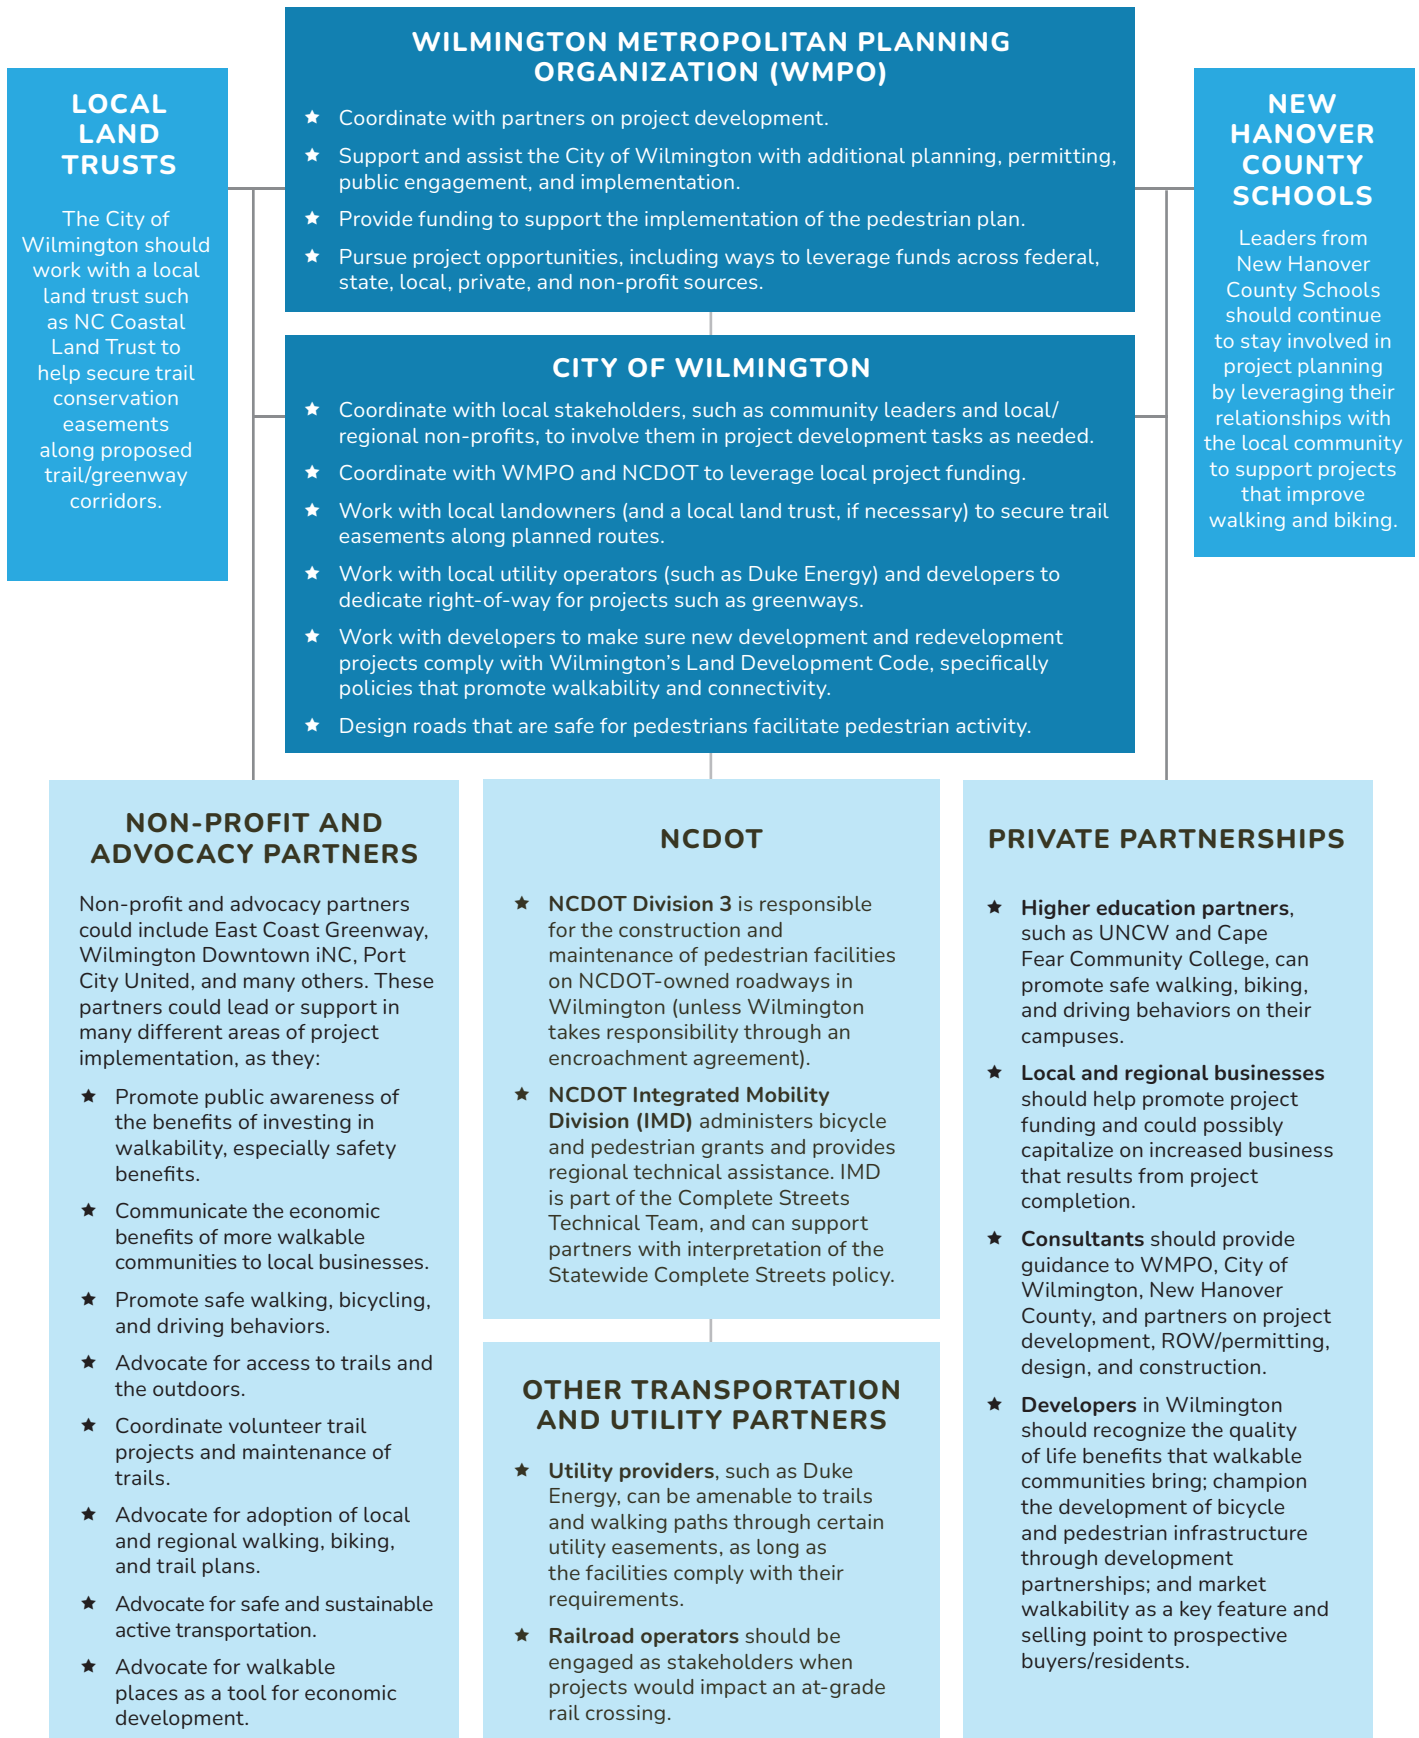 WILMINGTON METROPOLITAN PLANNING
ORGANIZATION (WMPO)
★ Coordinate with partners on project development.
★ Support and assist the City of Wilmington with additional planning, permitting,
public engagement, and implementation.
★ Provide funding to support the implementation of the pedestrian plan.
★ Pursue project opportunities, including ways to leverage funds across federal,
state, local, private, and non-profit sources.
LOCAL
LAND
TRUSTS
The City of
Wilmington should
work with a local
land trust such
as NC Coastal
Land Trust to
help secure trail
conservation
easements
along proposed
trail/greenway
corridors.
NEW
HANOVER
COUNTY
SCHOOLS
Leaders from
New Hanover
County Schools
should continue
to stay involved in
project planning
by leveraging their
relationships with
the local community
to support projects
that improve
walking and biking.
CITY OF WILMINGTON
★ Coordinate with local stakeholders, such as community leaders and local/
regional non-profits, to involve them in project development tasks as needed.
★ Coordinate with WMPO and NCDOT to leverage local project funding.
★ Work with local landowners (and a local land trust, if necessary) to secure trail
easements along planned routes.
★ Work with local utility operators (such as Duke Energy) and developers to
dedicate right-of-way for projects such as greenways.
★ Work with developers to make sure new development and redevelopment
projects comply with Wilmington’s Land Development Code, specifically
policies that promote walkability and connectivity.
★ Design roads that are safe for pedestrians facilitate pedestrian activity.
NON-PROFIT AND
ADVOCACY PARTNERS
Non-profit and advocacy partners
could include East Coast Greenway,
Wilmington Downtown iNC, Port
City United, and many others. These
partners could lead or support in
many different areas of project
implementation, as they:
★ Promote public awareness of
the benefits of investing in
walkability, especially safety
benefits.
★ Communicate the economic
benefits of more walkable
communities to local businesses.
★ Promote safe walking, bicycling,
and driving behaviors.
★ Advocate for access to trails and
the outdoors.
★ Coordinate volunteer trail
projects and maintenance of
trails.
★ Advocate for adoption of local
and regional walking, biking,
and trail plans.
★ Advocate for safe and sustainable
active transportation.
★ Advocate for walkable
places as a tool for economic
development.
NCDOT
★ NCDOT Division 3 is responsible
for the construction and
maintenance of pedestrian facilities
on NCDOT-owned roadways in
Wilmington (unless Wilmington
takes responsibility through an
encroachment agreement).
★ NCDOT Integrated Mobility
Division (IMD) administers bicycle
and pedestrian grants and provides
regional technical assistance. IMD
is part of the Complete Streets
Technical Team, and can support
partners with interpretation of the
Statewide Complete Streets policy.
OTHER TRANSPORTATION
AND UTILITY PARTNERS
★ Utility providers, such as Duke
Energy, can be amenable to trails
and walking paths through certain
utility easements, as long as
the facilities comply with their
requirements.
★ Railroad operators should be
engaged as stakeholders when
projects would impact an at-grade
rail crossing.
PRIVATE PARTNERSHIPS
★ Higher education partners,
such as UNCW and Cape
Fear Community College, can
promote safe walking, biking,
and driving behaviors on their
campuses.
★ Local and regional businesses
should help promote project
funding and could possibly
capitalize on increased business
that results from project
completion.
★ Consultants should provide
guidance to WMPO, City of
Wilmington, New Hanover
County, and partners on project
development, ROW/permitting,
design, and construction.
★ Developers in Wilmington
should recognize the quality
of life benefits that walkable
communities bring; champion
the development of bicycle
and pedestrian infrastructure
through development
partnerships; and market
walkability as a key feature and
selling point to prospective
buyers/residents.